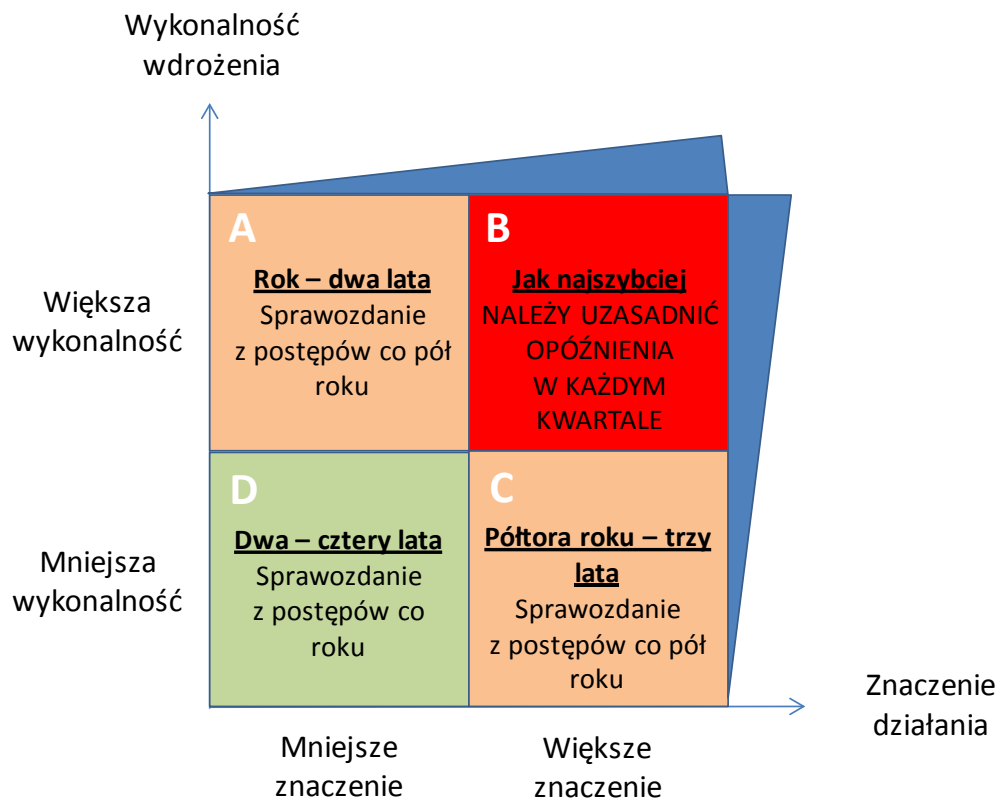 Wykonalność
wdrożenia
Większa
wykonalność
A
Rok – dwa lata
Sprawozdanie
z postępów co pół
roku
B
Jak najszybciej
NALEŻY UZASADNIĆ
OPÓŹNIENIA
W KAŻDYM
KWARTALE
Mniejsza
wykonalność
D
Dwa – cztery lata
Sprawozdanie
z postępów co
roku
C
Półtora roku – trzy
lata
Sprawozdanie
z postępów co pół
roku
Znaczenie
działania
Mniejsze
znaczenie
Większe
znaczenie